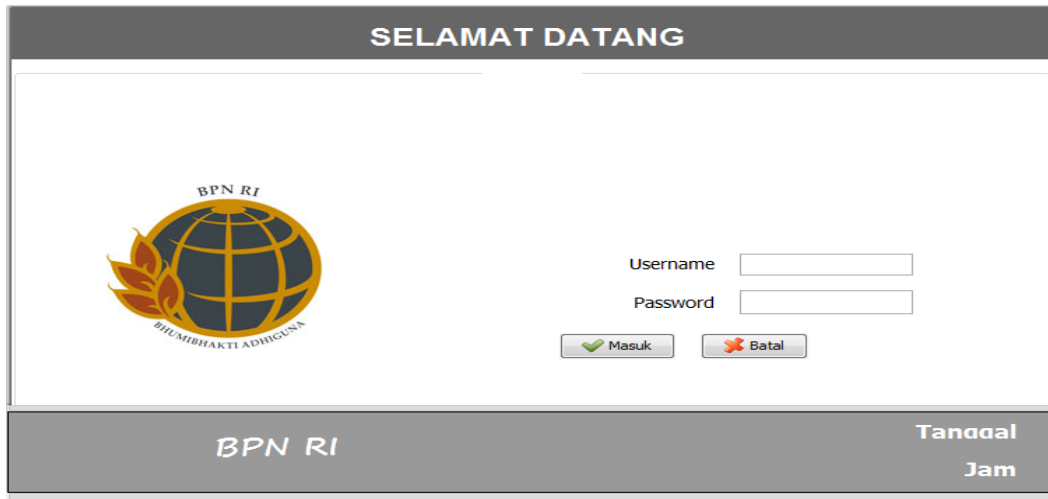 SELAMAT DATANG
BPN RI
BHUMIBHAKTI ADHIGUNA
Username
Password
Masuk Batal
BPN RI
Tanggal
Jam